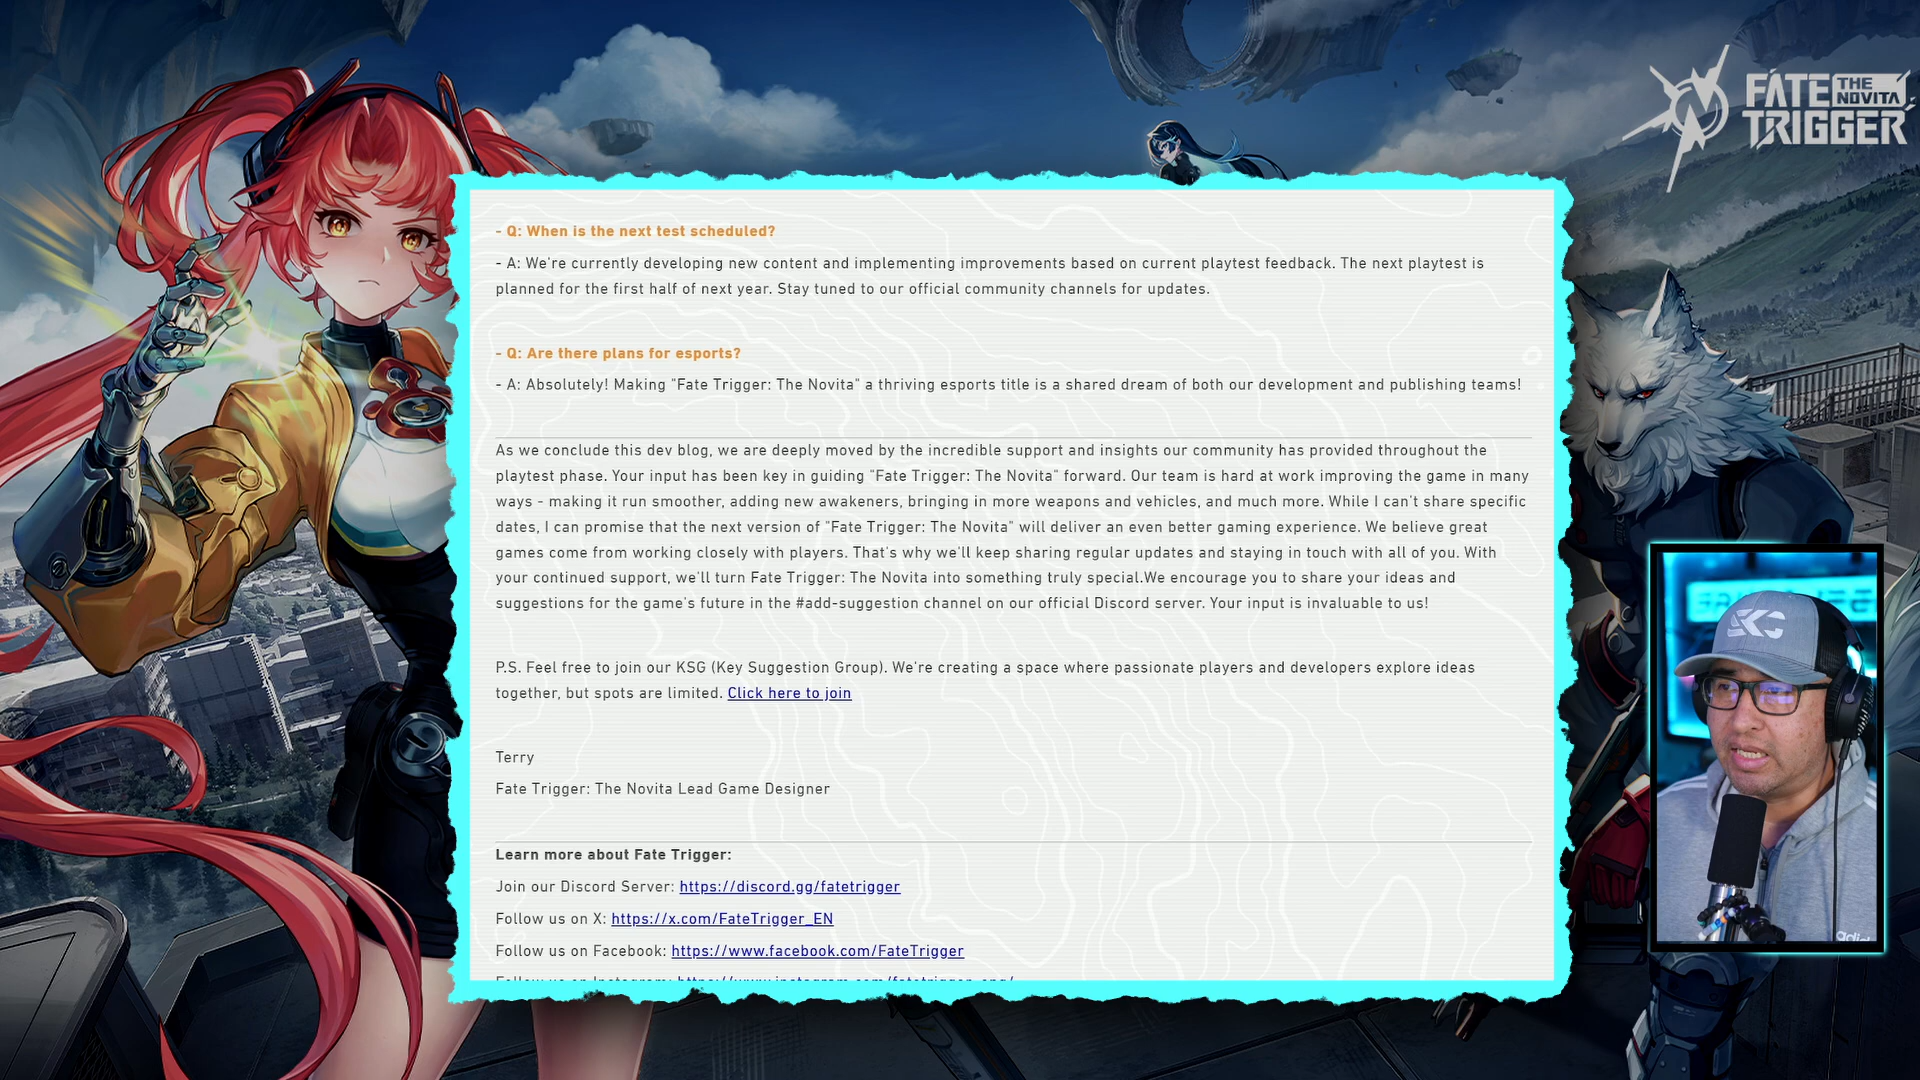 FATE THE NOVITA
TRIGGER
- Q: When is the next test scheduled?
- A: We're currently developing new content and implementing improvements based on current playtest feedback. The next playtest is
planned for the first half of next year. Stay tuned to our official community channels for updates.
- Q: Are there plans for esports?
- A: Absolutely! Making "Fate Trigger: The Novita" a thriving esports title is a shared dream of both our development and publishing teams!
As we conclude this dev blog, we are deeply moved by the incredible support and insights our community has provided throughout the
playtest phase. Your input has been key in guiding "Fate Trigger: The Novita" forward. Our team is hard at work improving the game in many
ways - making it run smoother, adding new awakeners, bringing in more weapons and vehicles, and much more. While I can't share specific
dates, I can promise that the next version of "Fate Trigger: The Novita" will deliver an even better gaming experience. We believe great
games come from working closely with players. That's why we'll keep sharing regular updates and staying in touch with all of you. With
your continued support, we'll turn Fate Trigger: The Novita into something truly special.We encourage you to share your ideas and
suggestions for the game's future in the #add-suggestion channel on our official Discord server. Your input is invaluable to us!
P.S. Feel free to join our KSG (Key Suggestion Group). We're creating a space where passionate players and developers explore ideas
together, but spots are limited. Click here to join
Terry
Fate Trigger: The Novita Lead Game Designer
Learn more about Fate Trigger:
Join our Discord Server: https://discord.gg/fatetrigger
Follow us on X: https://x.com/FateTrigger_EN
Follow us on Facebook: https://www.facebook.com/FateTrigger
Follow us on Instagram: https://www.instagram.com/fatetrigger_eng/
SKC